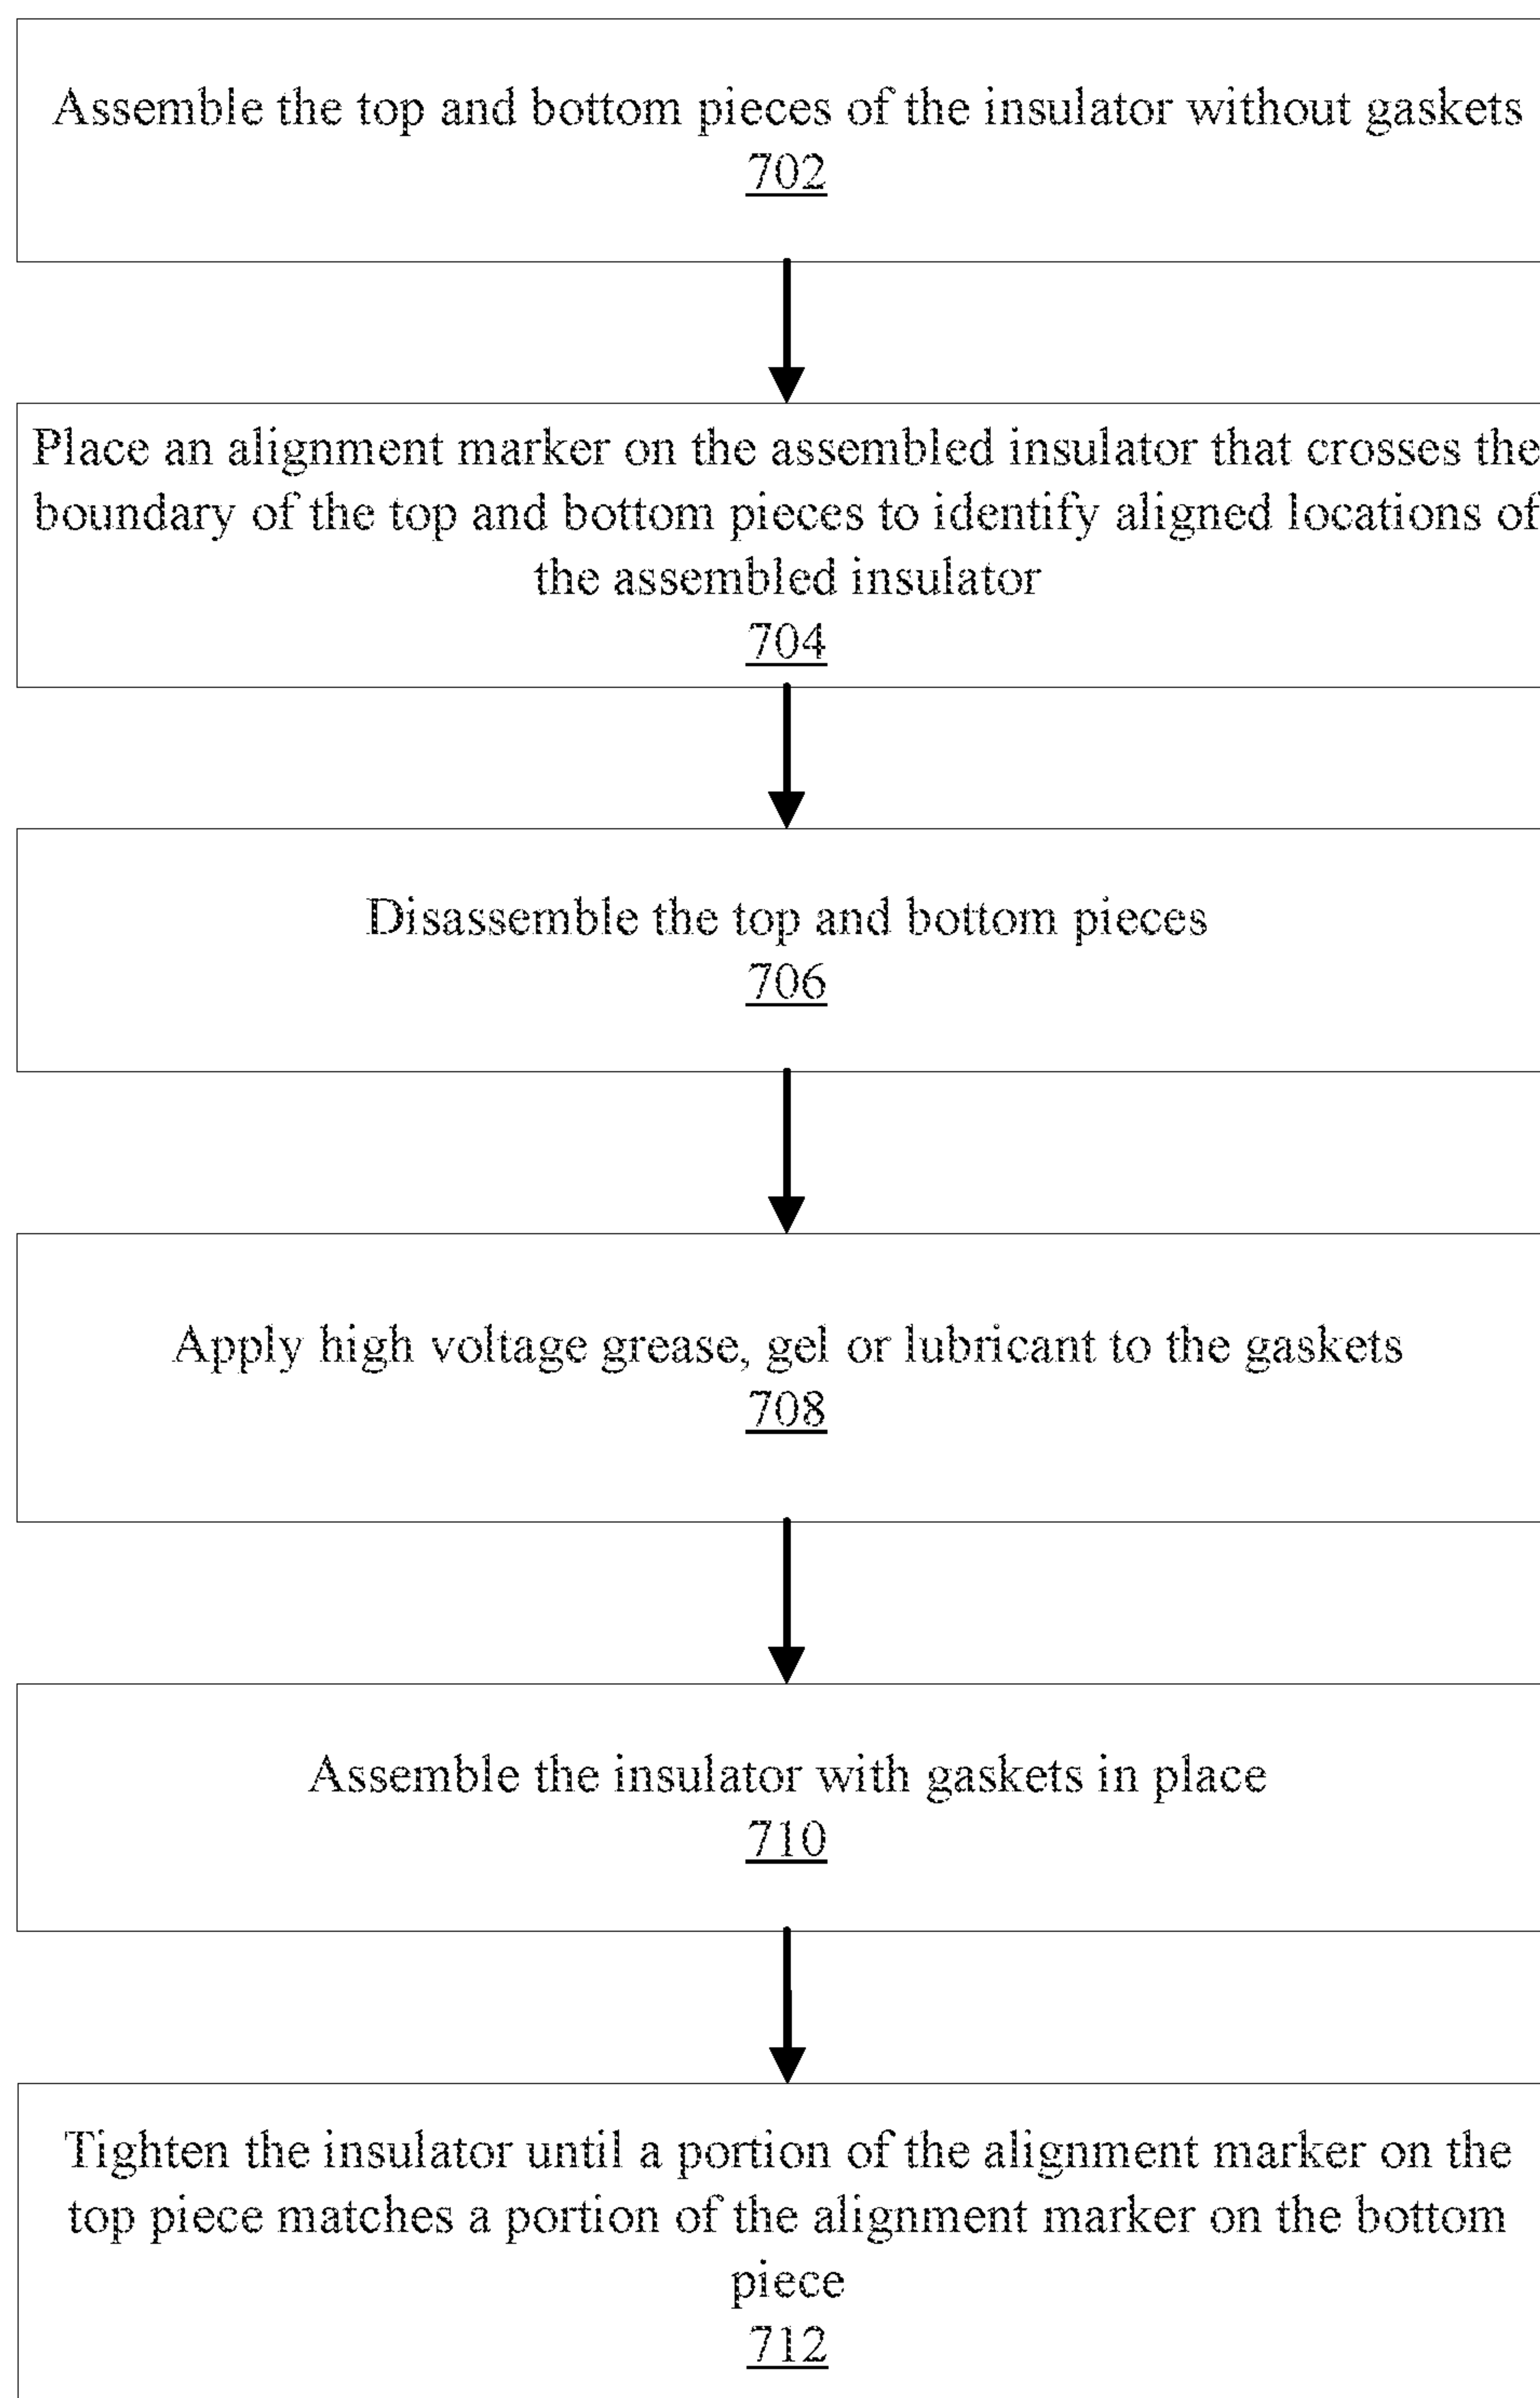 Assemble the top and bottom pieces of the insulator without gaskets
702
Place an alignment marker on the assembled insulator that crosses the
boundary of the top and bottom pieces to identify aligned locations of
the assembled insulator
704
Disassemble the top and bottom pieces
706
Apply high voltage grease, gel or lubricant to the gaskets
708
Assemble the insulator with gaskets in place
710
Tighten the insulator until a portion of the alignment marker on the
top piece matches a portion of the alignment marker on the bottom
piece
712